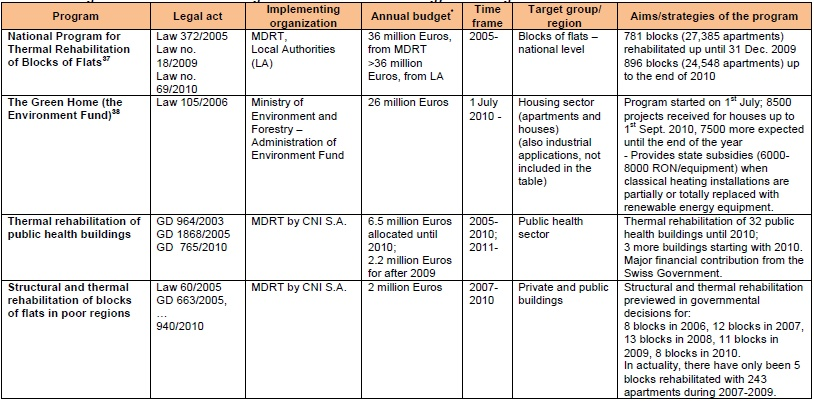 Program
Legal act
Implementing
organization
Annual budget*
Time
frame
Target group/
region
Aims/strategies of the program
National Program for
Thermal Rehabilitation
of Blocks of Flats37
Law 372/2005
Law no.
18/2009
Law no.
69/2010
MDRT,
Local Authorities
(LA)
36 million Euros,
from MDRT
>36 million
Euros, from LA
2005-
Blocks of flats –
national level
781 blocks (27,385 apartments)
rehabilitated up until 31 Dec. 2009
896 blocks (24,548 apartments) up
to the end of 2010
The Green Home (the
Environment Fund)38
Law 105/2006
Ministry of
Environment and
Forestry –
Administration of
Environment Fund
26 million Euros
1 July
2010 -
Housing sector
(apartments and
houses)
(also industrial
applications, not
included in the
table)
Program started on 1st July; 8500
projects received for houses up to
1st Sept. 2010, 7500 more expected
until the end of the year
- Provides state subsidies (6000-
8000 RON/equipment) when
classical heating installations are
partially or totally replaced with
renewable energy equipment.
Thermal rehabilitation of
public health buildings
GD 964/2003
GD 1868/2005
GD 765/2010
MDRT by CNI S.A.
6.5 million Euros
allocated until
2010;
2.2 million Euros
for after 2009
2005-
2010;
2011-
Public health
sector
Thermal rehabilitation of 32 public
health buildings until 2010;
3 more buildings starting with 2010.
Major financial contribution from the
Swiss Government.
Structural and thermal
rehabilitation of blocks
of flats in poor regions
Law 60/2005
GD 663/2005,
…
940/2010
MDRT by CNI S.A.
2 million Euros
2007-
2010
Private and public
buildings
Structural and thermal rehabilitation
previewed in governmental
decisions for:
8 blocks in 2006, 12 blocks in 2007,
13 blocks in 2008, 11 blocks in
2009, 8 blocks in 2010.
In actuality, there have only been 5
blocks rehabilitated with 243
apartments during 2007-2009.